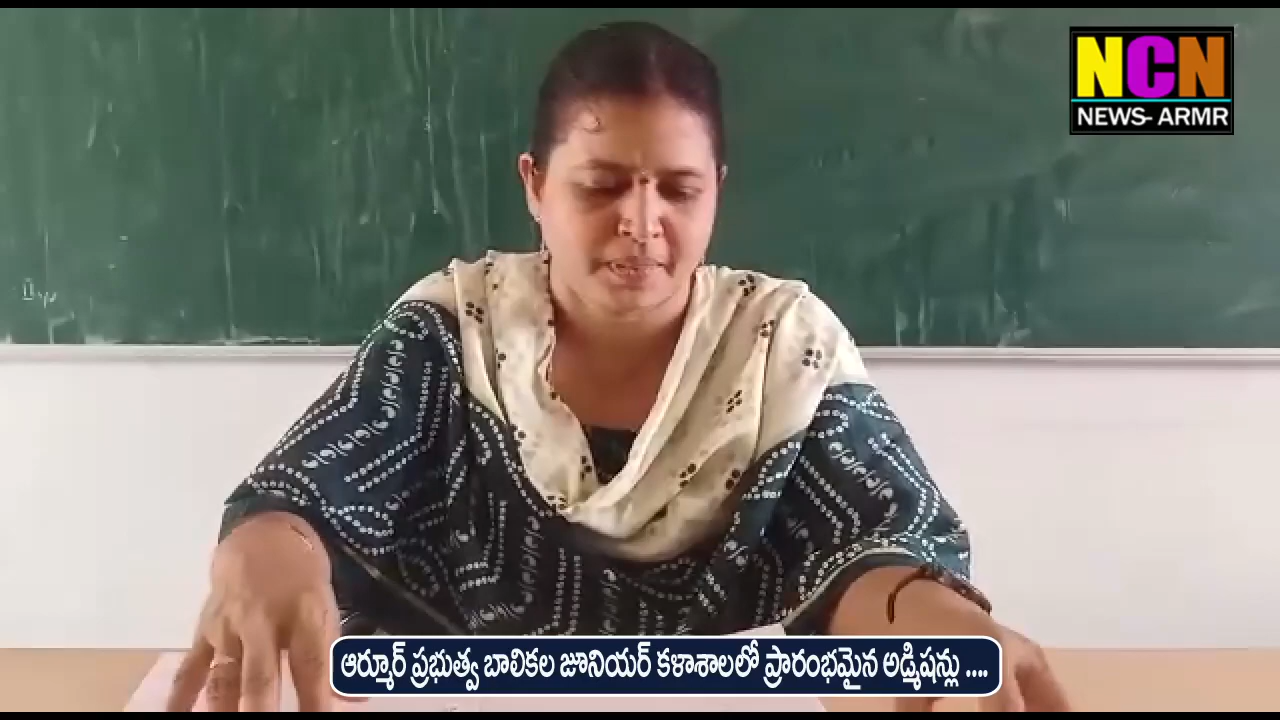 NCN
NEWS- ARMR
ఆర్మూర్ ప్రభుత్వ బాలికల జూనియర్ కళాశాలలో ప్రారంభమైన అడ్మిషన్లు ....